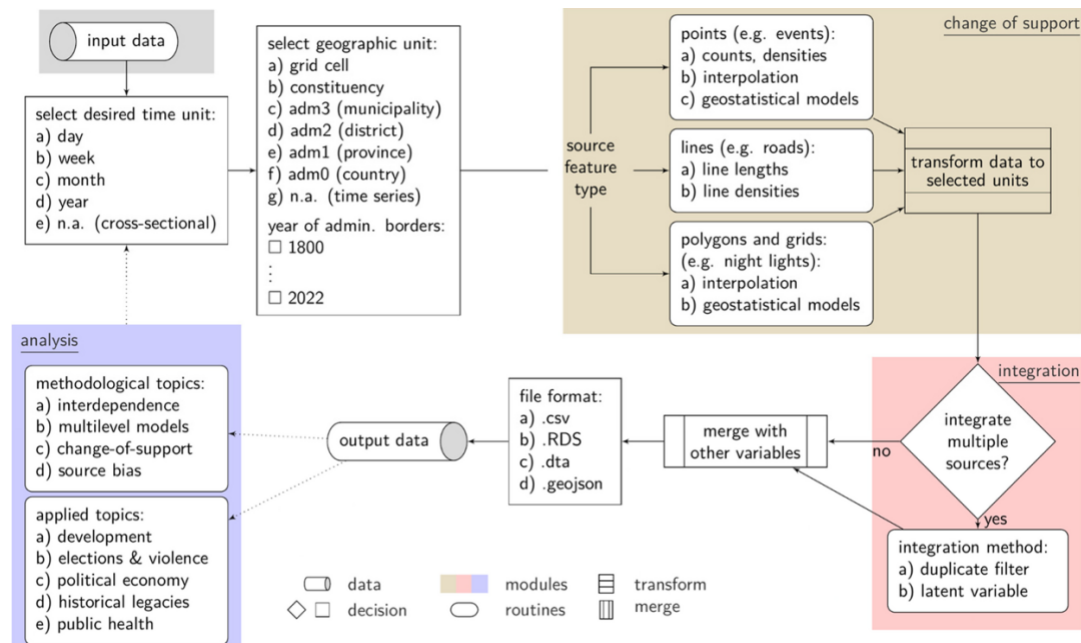 input data
select desired time unit:
a) day
b) week
c) month
d) year
e) n.a. (cross-sectional)
select geographic unit:
a) grid cell
b) constituency
c) adm3 (municipality)
d) adm2 (district)
e) adm1 (province)
f) adm0 (country)
g) n.a. (time series)
year of admin. borders:
□ 1800
⋮
□ 2022
change of support
source
feature
type
points (e.g. events):
a) counts, densities
b) interpolation
c) geostatistical models
lines (e.g. roads):
a) line lengths
b) line densities
polygons and grids:
(e.g. night lights):
a) interpolation
b) geostatistical models
transform data to
selected units
integration
integrate
multiple
sources?
no
yes
integration method:
a) duplicate filter
b) latent variable
merge with
other variables
file format:
a) .csv
b) .RDS
c) .dta
d) .geojson
output data
analysis
methodological topics:
a) interdependence
b) multilevel models
c) change-of-support
d) source bias
applied topics:
a) development
b) elections & violence
c) political economy
d) historical legacies
e) public health
data
modules
transform
decision
routines
merge